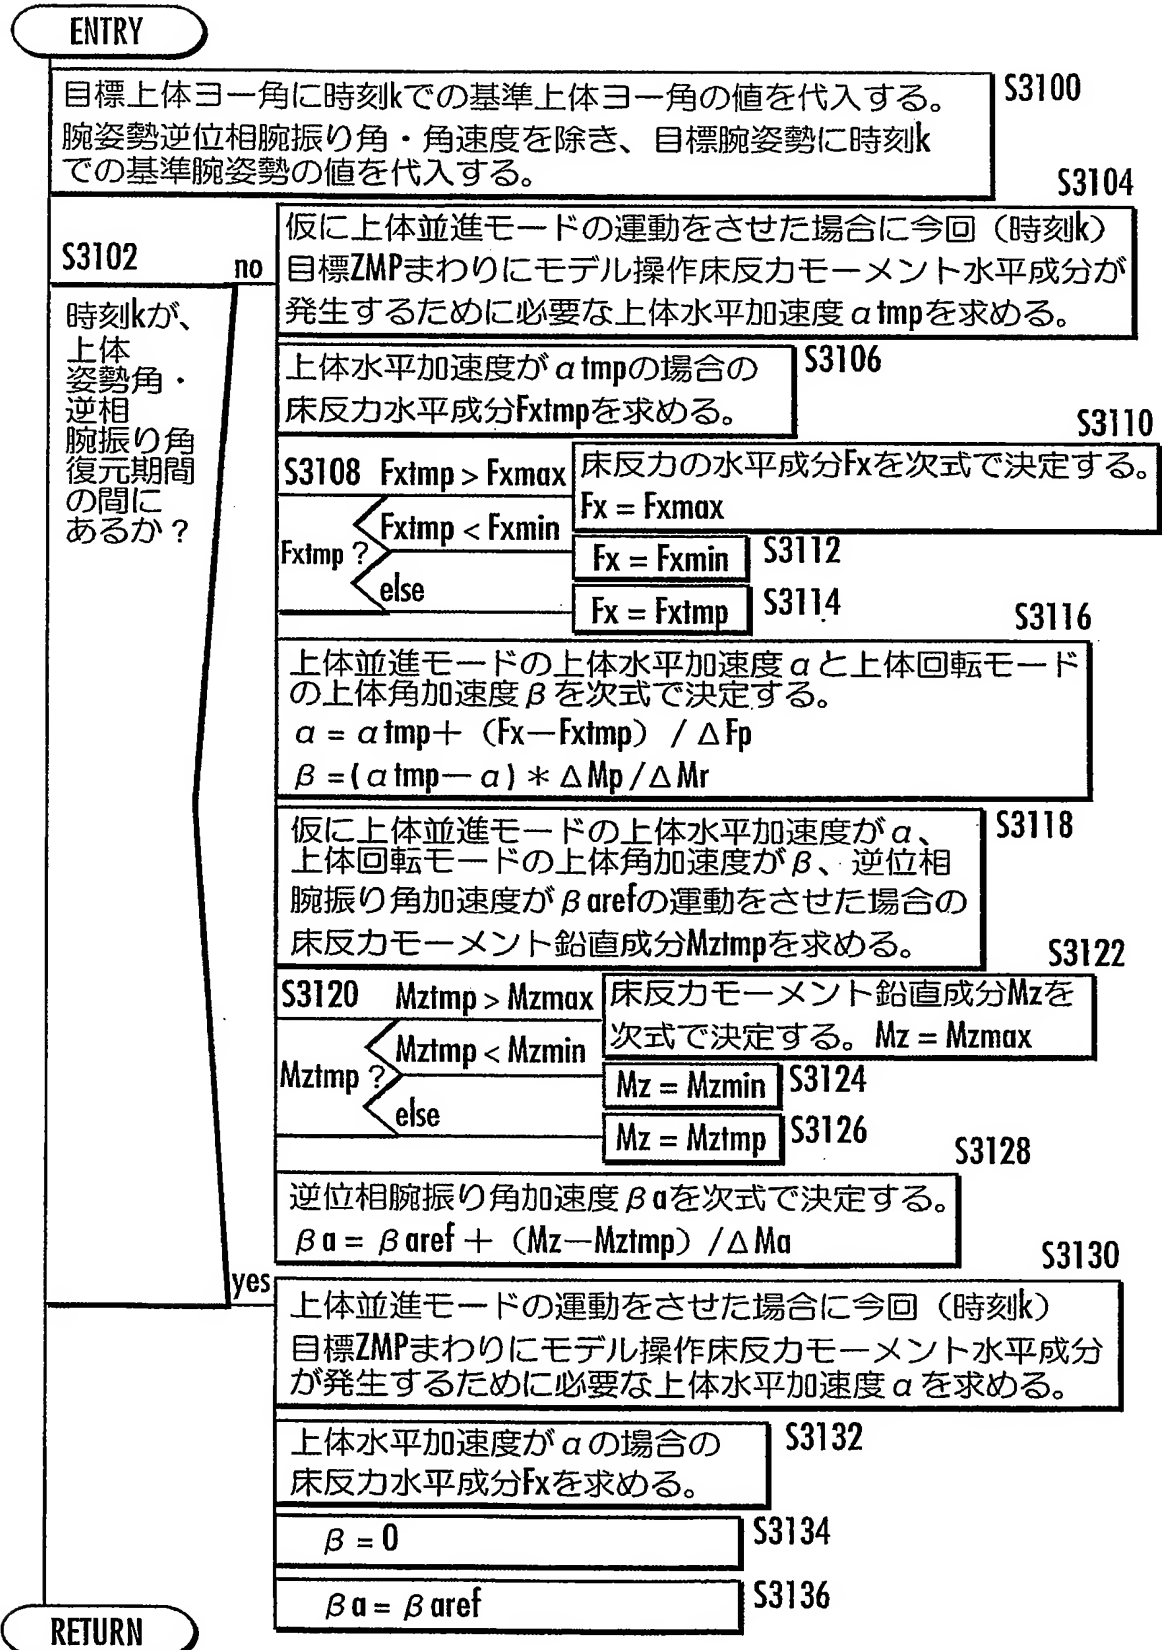 ENTRY
目標上体ヨー角に時刻kでの基準上体ヨー角の値を代入する。
腕姿勢逆位相腕振り角・角速度を除き、目標腕姿勢に時刻k
での基準腕姿勢の値を代入する。
S3100
S3102
時刻kが、
上体
姿勢角・
逆相
腕振り角
復元期間
の間に
あるか？
no
S3104
仮に上体並進モードの運動をさせた場合に今回（時刻k）
目標ZMPまわりにモデル操作床反力モーメント水平成分が
発生するために必要な上体水平加速度αtmpを求める。
S3106
上体水平加速度がαtmpの場合の
床反力水平成分Fxtmpを求める。
S3108
Fxtmp？
Fxtmp > Fxmax
S3110
床反力の水平成分Fxを次式で決定する。
Fx = Fxmax
Fxtmp < Fxmin
Fx = Fxmin
S3112
else
Fx = Fxtmp
S3114
S3116
上体並進モードの上体水平加速度αと上体回転モード
の上体角加速度βを次式で決定する。
α = αtmp＋（Fx－Fxtmp）/ΔFp
β =(αtmp－α)＊ΔMp/ΔMr
S3118
仮に上体並進モードの上体水平加速度がα、
上体回転モードの上体角加速度がβ、逆位相
腕振り角加速度がβarefの運動をさせた場合の
床反力モーメント鉛直成分Mztmpを求める。
S3120
Mztmp？
Mztmp > Mzmax
S3122
床反力モーメント鉛直成分Mzを
次式で決定する。Mz = Mzmax
Mztmp < Mzmin
Mz = Mzmin
S3124
else
Mz = Mztmp
S3126
S3128
逆位相腕振り角加速度βaを次式で決定する。
βa = βaref＋（Mz－Mztmp）/ΔMa
yes
S3130
上体並進モードの運動をさせた場合に今回（時刻k）
目標ZMPまわりにモデル操作床反力モーメント水平成分
が発生するために必要な上体水平加速度αを求める。
S3132
上体水平加速度がαの場合の
床反力水平成分Fxを求める。
β = 0
S3134
βa = βaref
S3136
RETURN